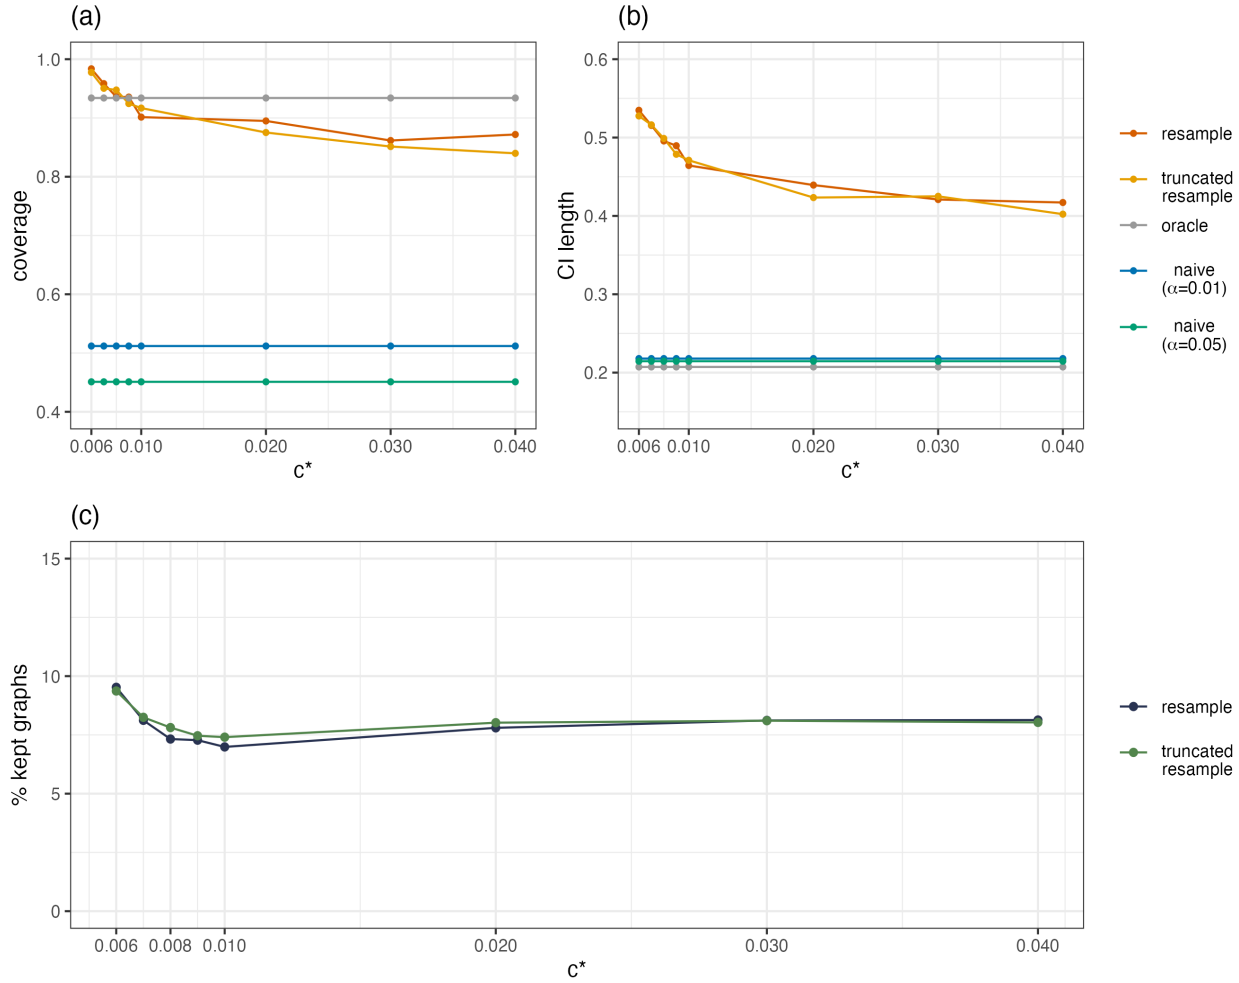 (a)
(b)
1.0
0.8
0.6
0.4
coverage
0.006 0.010 0.020 0.030 0.040
c*
0.6
0.5
0.4
0.3
0.2
CI length
0.006 0.010 0.020 0.030 0.040
c*
resample
truncated
resample
oracle
naive
(α=0.01)
naive
(α=0.05)
(c)
15
10
5
0
% kept graphs
0.006 0.008 0.010 0.020 0.030 0.040
c*
resample
truncated
resample